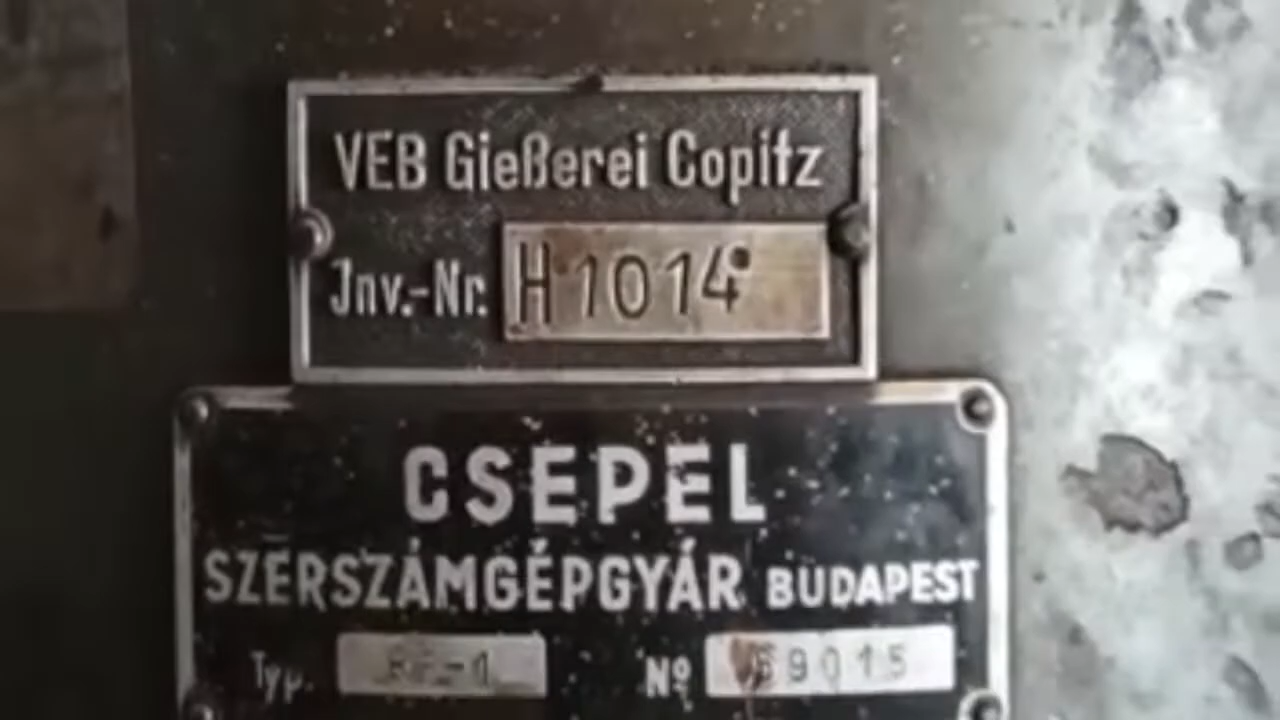 VEB Gießerei Copitz
Jnv.-Nr. H 1014
CSEPEL
SZERSZÁMGÉPGYÁR BUDAPEST
Typ. Nº